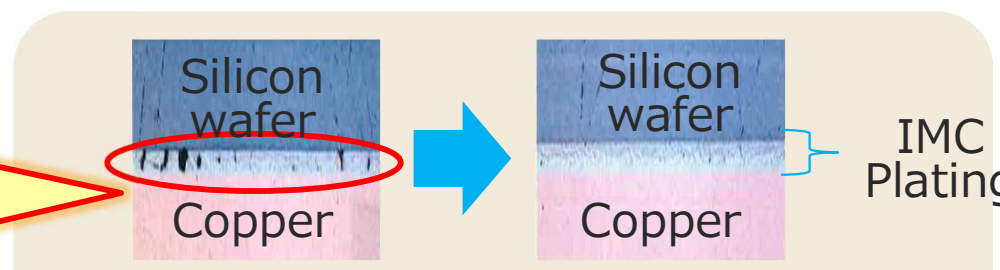 Silicon
wafer
Copper
Silicon
wafer
Copper
IMC
Plating